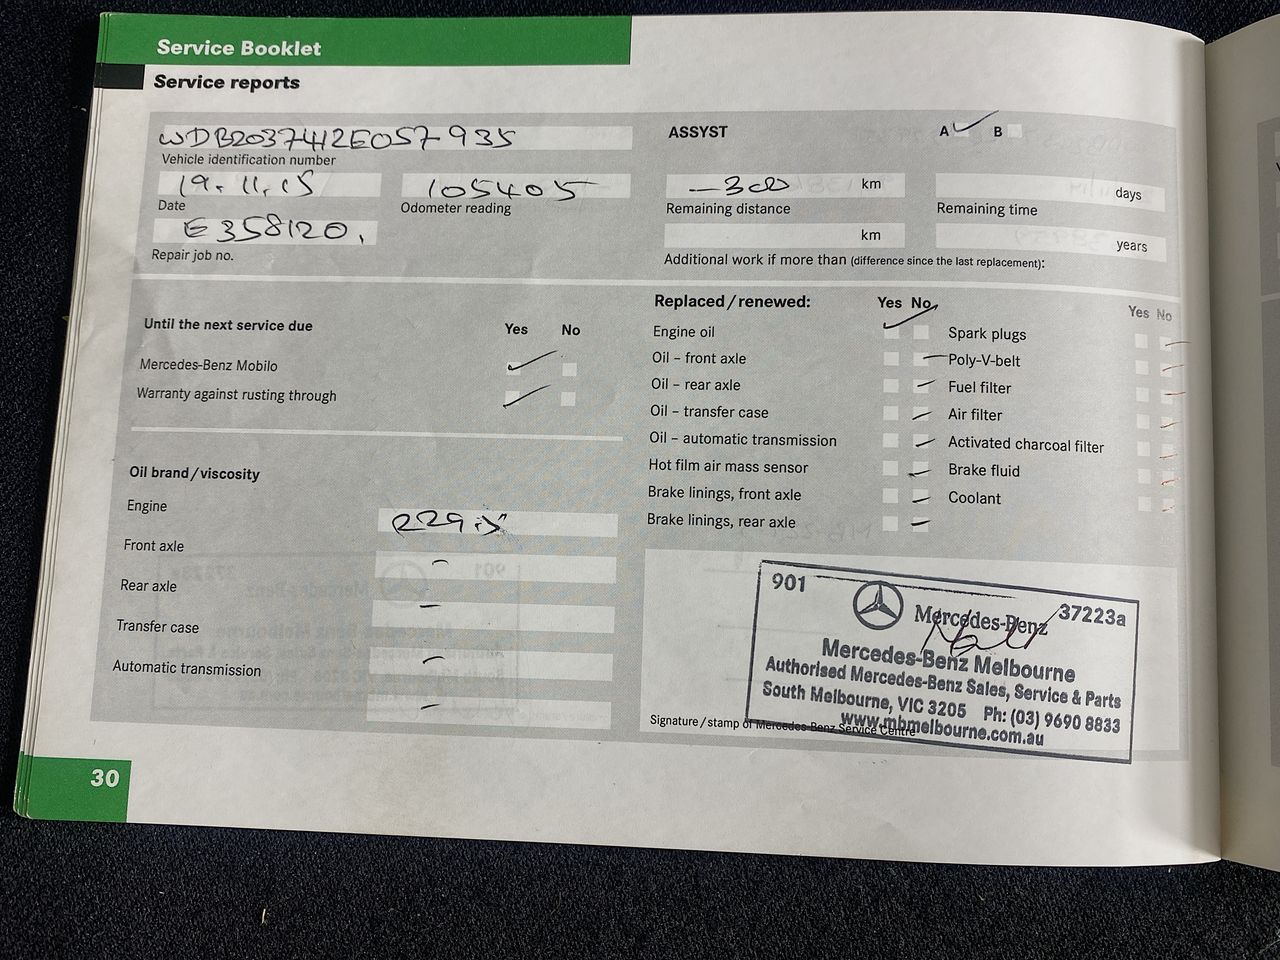 Service Booklet
Service reports
WDB2037412E057935
Vehicle identification number
19.11.15
Date
105405
Odometer reading
E358120.
Repair job no.
ASSYST A B
-300 km
Remaining distance
days
Remaining time
km
years
Additional work if more than (difference since the last replacement):
Until the next service due Yes No
Mercedes-Benz Mobilo
Warranty against rusting through
Oil brand/viscosity
Engine 229.5
Front axle -
Rear axle -
Transfer case -
Automatic transmission -
Replaced/renewed: Yes No
Engine oil
Oil – front axle
Oil – rear axle
Oil – transfer case
Oil – automatic transmission
Hot film air mass sensor
Brake linings, front axle
Brake linings, rear axle
Yes No
Spark plugs
Poly-V-belt
Fuel filter
Air filter
Activated charcoal filter
Brake fluid
Coolant
901 Mercedes-Benz 37223a
Mercedes-Benz Melbourne
Authorised Mercedes-Benz Sales, Service & Parts
South Melbourne, VIC 3205 Ph: (03) 9690 8833
www.mbmelbourne.com.au
Signature/stamp of Mercedes-Benz Service Centre
30